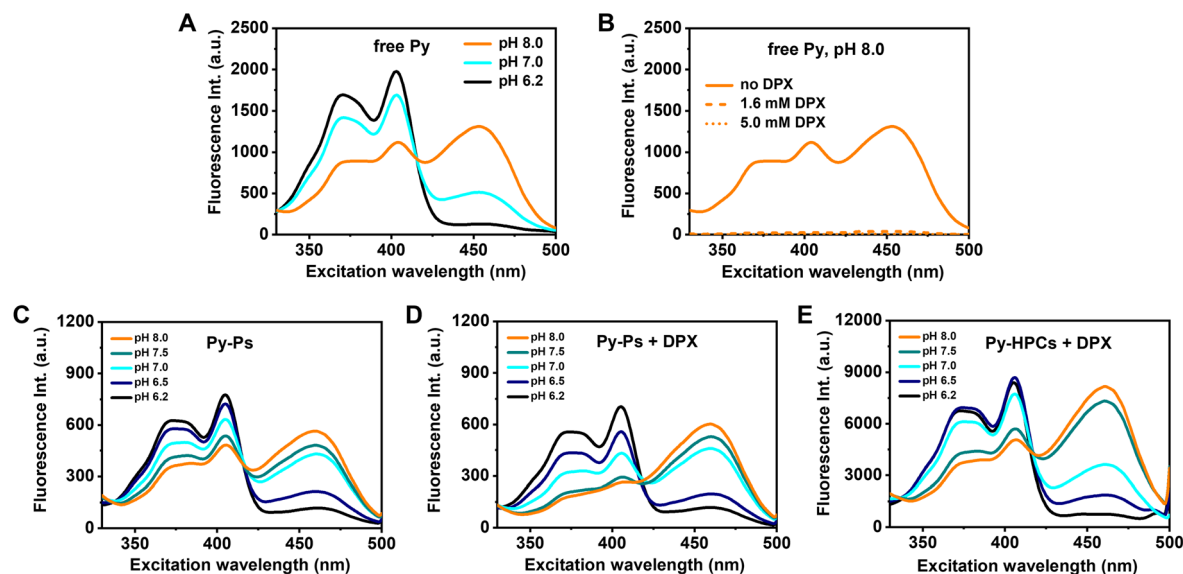 A
free Py
pH 8.0
pH 7.0
pH 6.2
Fluorescence Int. (a.u.)
2500
2000
1500
1000
500
0
350
400
450
500
Excitation wavelength (nm)
B
free Py, pH 8.0
no DPX
1.6 mM DPX
5.0 mM DPX
Fluorescence Int. (a.u.)
2500
2000
1500
1000
500
0
350
400
450
500
Excitation wavelength (nm)
C
Py-Ps
pH 8.0
pH 7.5
pH 7.0
pH 6.5
pH 6.2
Fluorescence Int. (a.u.)
1200
900
600
300
0
350
400
450
500
Excitation wavelength (nm)
D
Py-Ps + DPX
pH 8.0
pH 7.5
pH 7.0
pH 6.5
pH 6.2
Fluorescence Int. (a.u.)
1200
900
600
300
0
350
400
450
500
Excitation wavelength (nm)
E
Py-HPCs + DPX
pH 8.0
pH 7.5
pH 7.0
pH 6.5
pH 6.2
Fluorescence Int. (a.u.)
12000
9000
6000
3000
0
350
400
450
500
Excitation wavelength (nm)